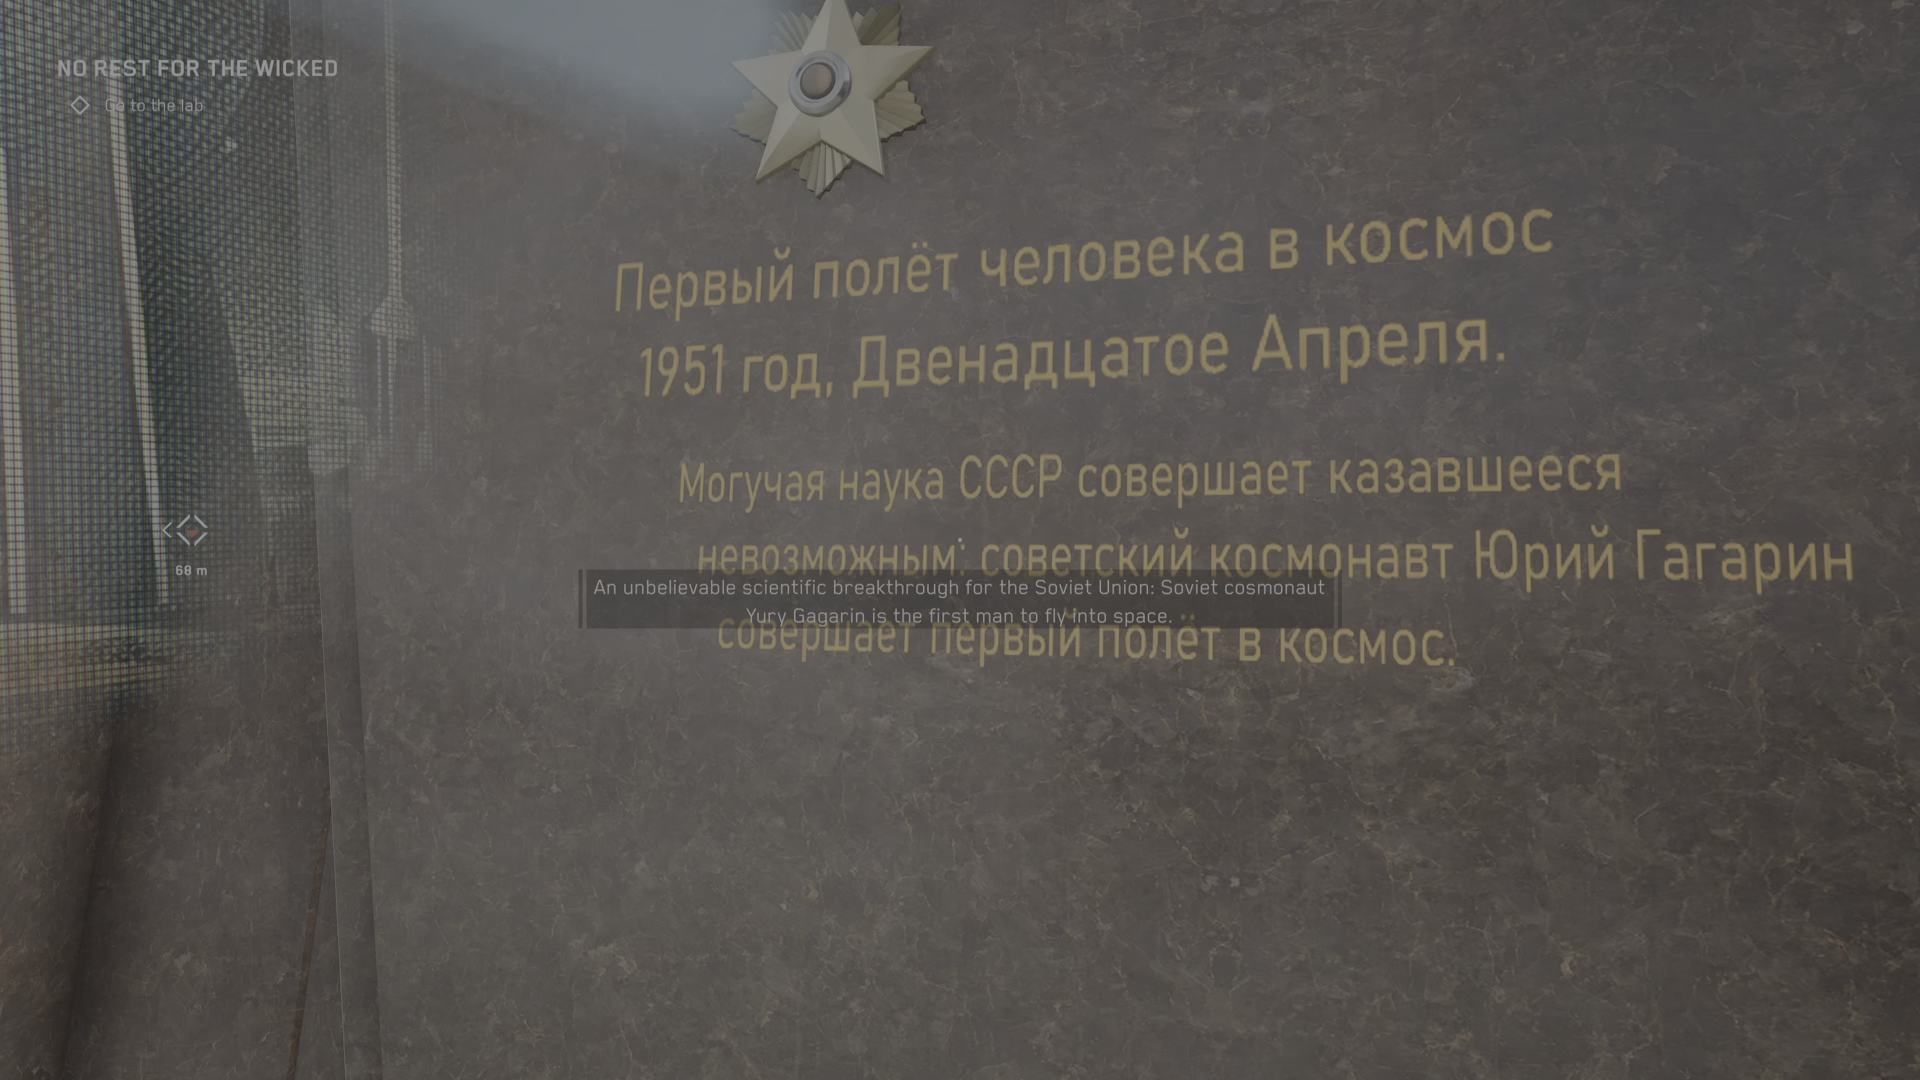 NO REST FOR THE WICKED
Go to the lab
Первый полёт человека в космос
1951 год, Двенадцатое Апреля.
Могучая наука СССР совершает казавшееся
невозможным: советский космонавт Юрий Гагарин
совершает первый полёт в космос.
68 m
An unbelievable scientific breakthrough for the Soviet Union: Soviet cosmonaut
Yury Gagarin is the first man to fly into space.